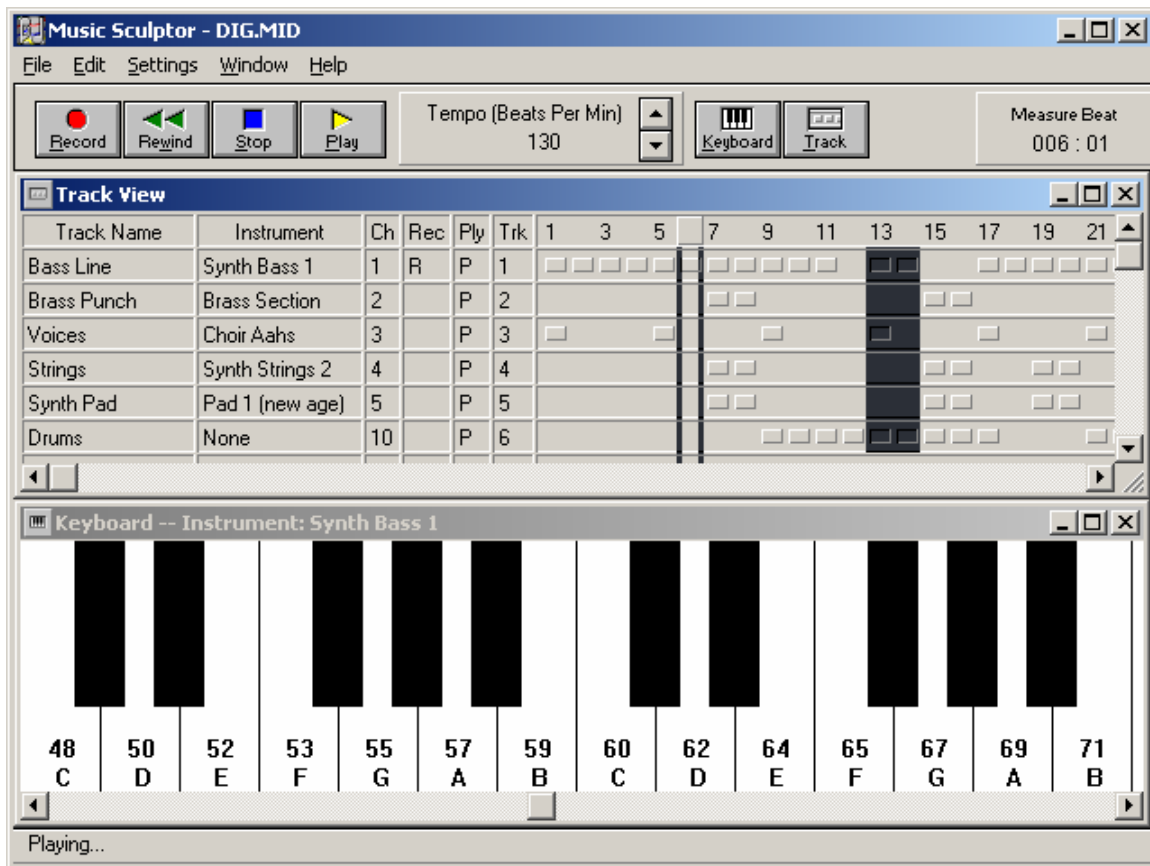 Music Sculptor - DIG.MID
File Edit Settings Window Help
Record Rewind Stop Play Tempo (Beats Per Min) Keyboard Track Measure Beat
130 006 : 01
Track View
Track Name Instrument Ch Rec Ply Trk 1 3 5 7 9 11 13 15 17 19 21
Bass Line Synth Bass 1 1 R P 1
Brass Punch Brass Section 2 P 2
Voices Choir Aahs 3 P 3
Strings Synth Strings 2 4 P 4
Synth Pad Pad 1 (new age) 5 P 5
Drums None 10 P 6
Keyboard -- Instrument: Synth Bass 1
48 50 52 53 55 57 59 60 62 64 65 67 69 71
C D E F G A B C D E F G A B
Playing...